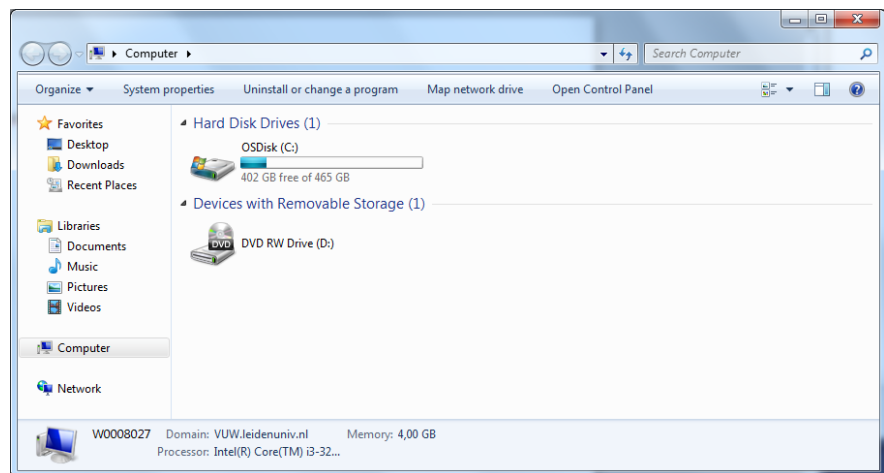 Computer
Search Computer
Organize
System properties
Uninstall or change a program
Map network drive
Open Control Panel
Favorites
Desktop
Downloads
Recent Places
Libraries
Documents
Music
Pictures
Videos
Computer
Network
Hard Disk Drives (1)
OSDisk (C:)
402 GB free of 465 GB
Devices with Removable Storage (1)
DVD
DVD RW Drive (D:)
W0008027 Domain: VUW.leidenuniv.nl Memory: 4,00 GB
Processor: Intel(R) Core(TM) i3-32...